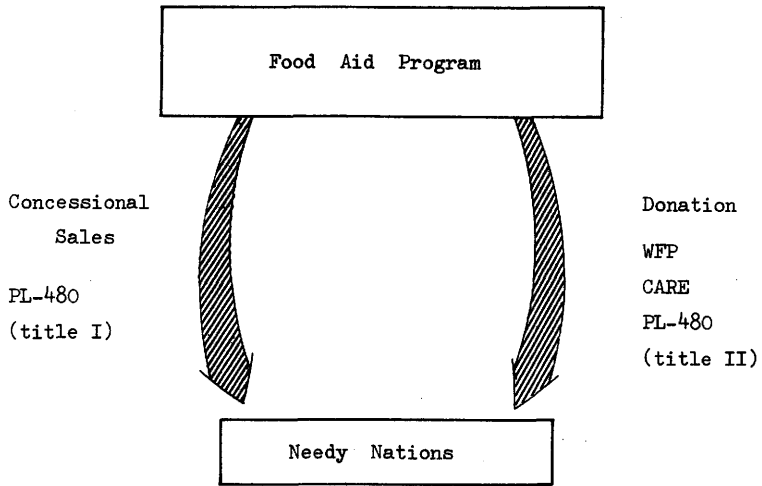 Food Aid Program
Concessional
Sales
PL-480
(title I)
Donation
WFP
CARE
PL-480
(title II)
Needy Nations